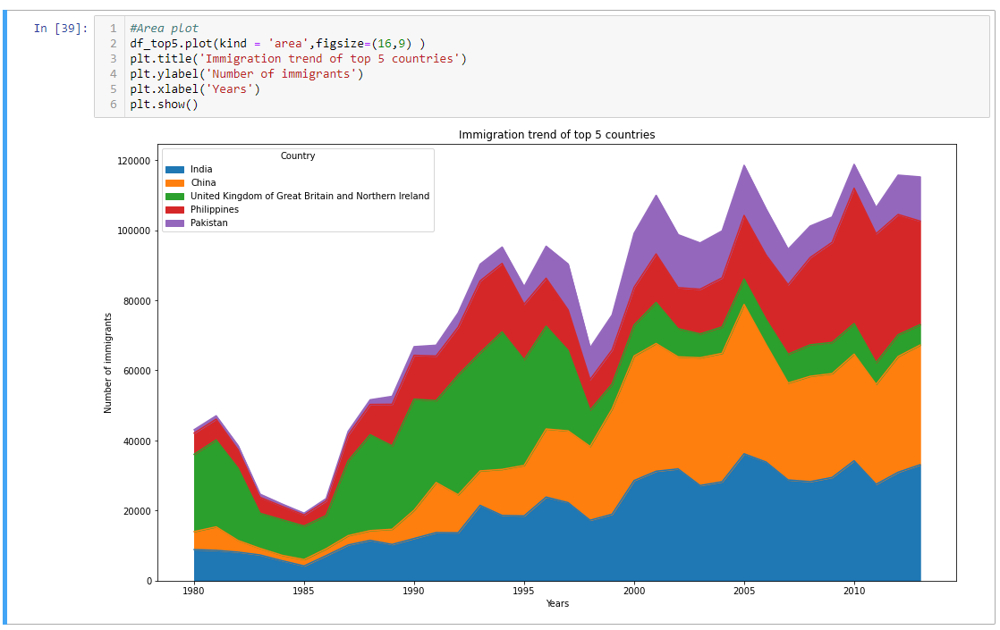 In [39]:
1 #Area plot
2 df_top5.plot(kind = 'area',figsize=(16,9) )
3 plt.title('Immigration trend of top 5 countries')
4 plt.ylabel('Number of immigrants')
5 plt.xlabel('Years')
6 plt.show()
Immigration trend of top 5 countries
Country
India
China
United Kingdom of Great Britain and Northern Ireland
Philippines
Pakistan
120000
100000
80000
60000
40000
20000
0
Number of immigrants
1980 1985 1990 1995 2000 2005 2010
Years